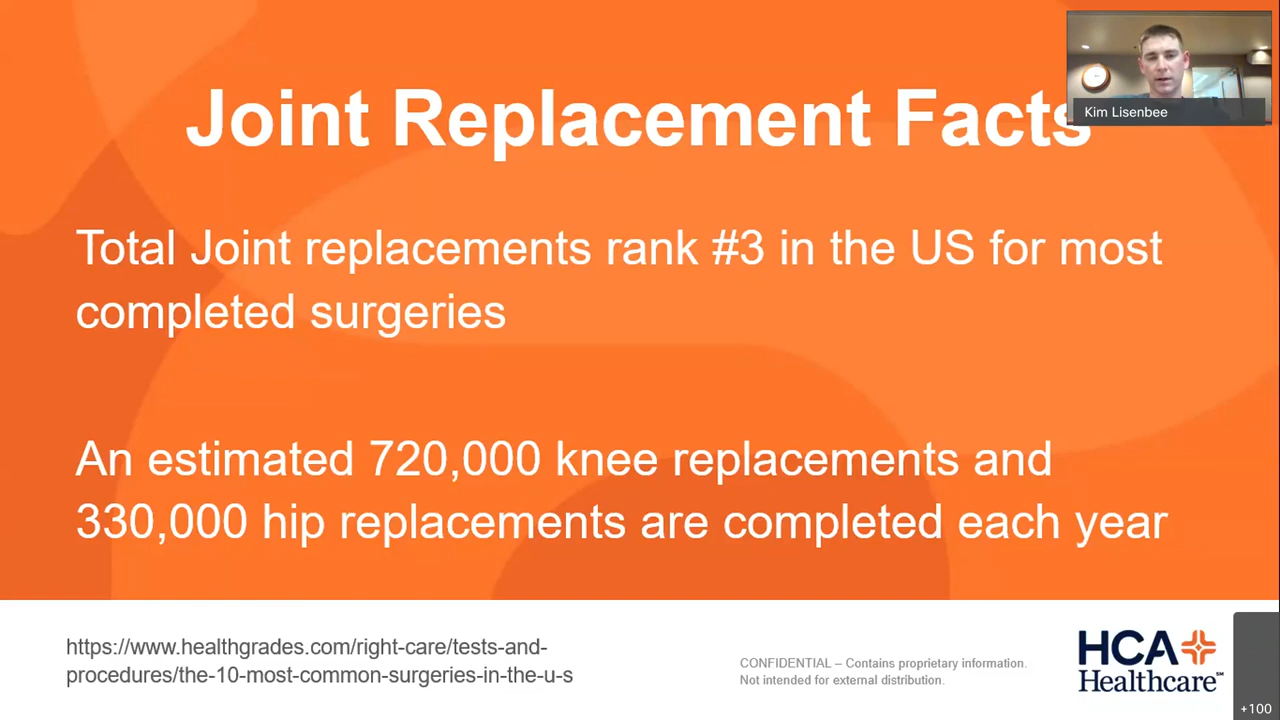 Joint Replacement Facts
Kim Lisenbee
Total Joint replacements rank #3 in the US for most
completed surgeries
An estimated 720,000 knee replacements and
330,000 hip replacements are completed each year
https://www.healthgrades.com/right-care/tests-and-
procedures/the-10-most-common-surgeries-in-the-u-s
CONFIDENTIAL – Contains proprietary information.
Not intended for external distribution.
HCA
Healthcare℠
+100